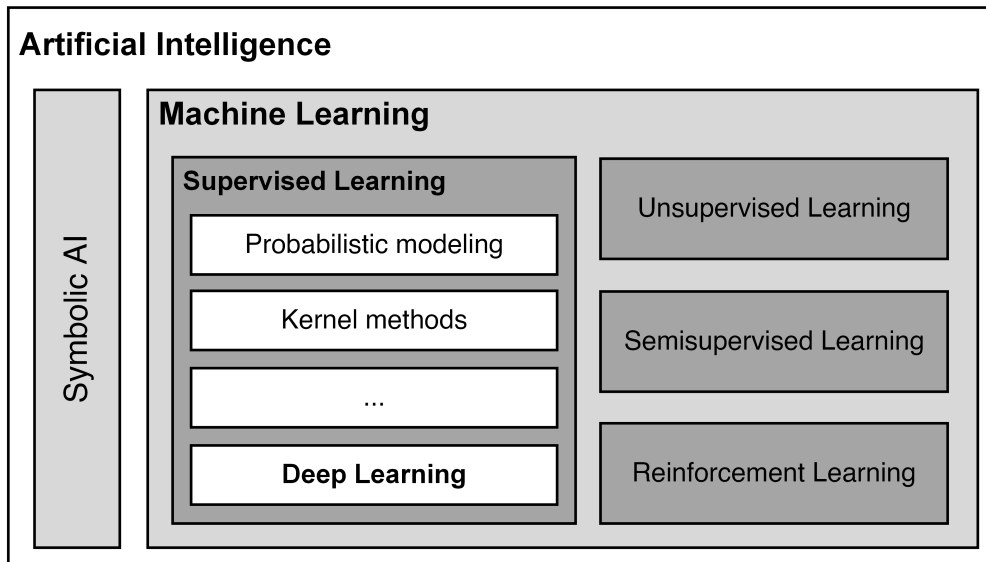 Artificial Intelligence
Symbolic AI
Machine Learning
Supervised Learning
Probabilistic modeling
Kernel methods
...
Deep Learning
Unsupervised Learning
Semisupervised Learning
Reinforcement Learning